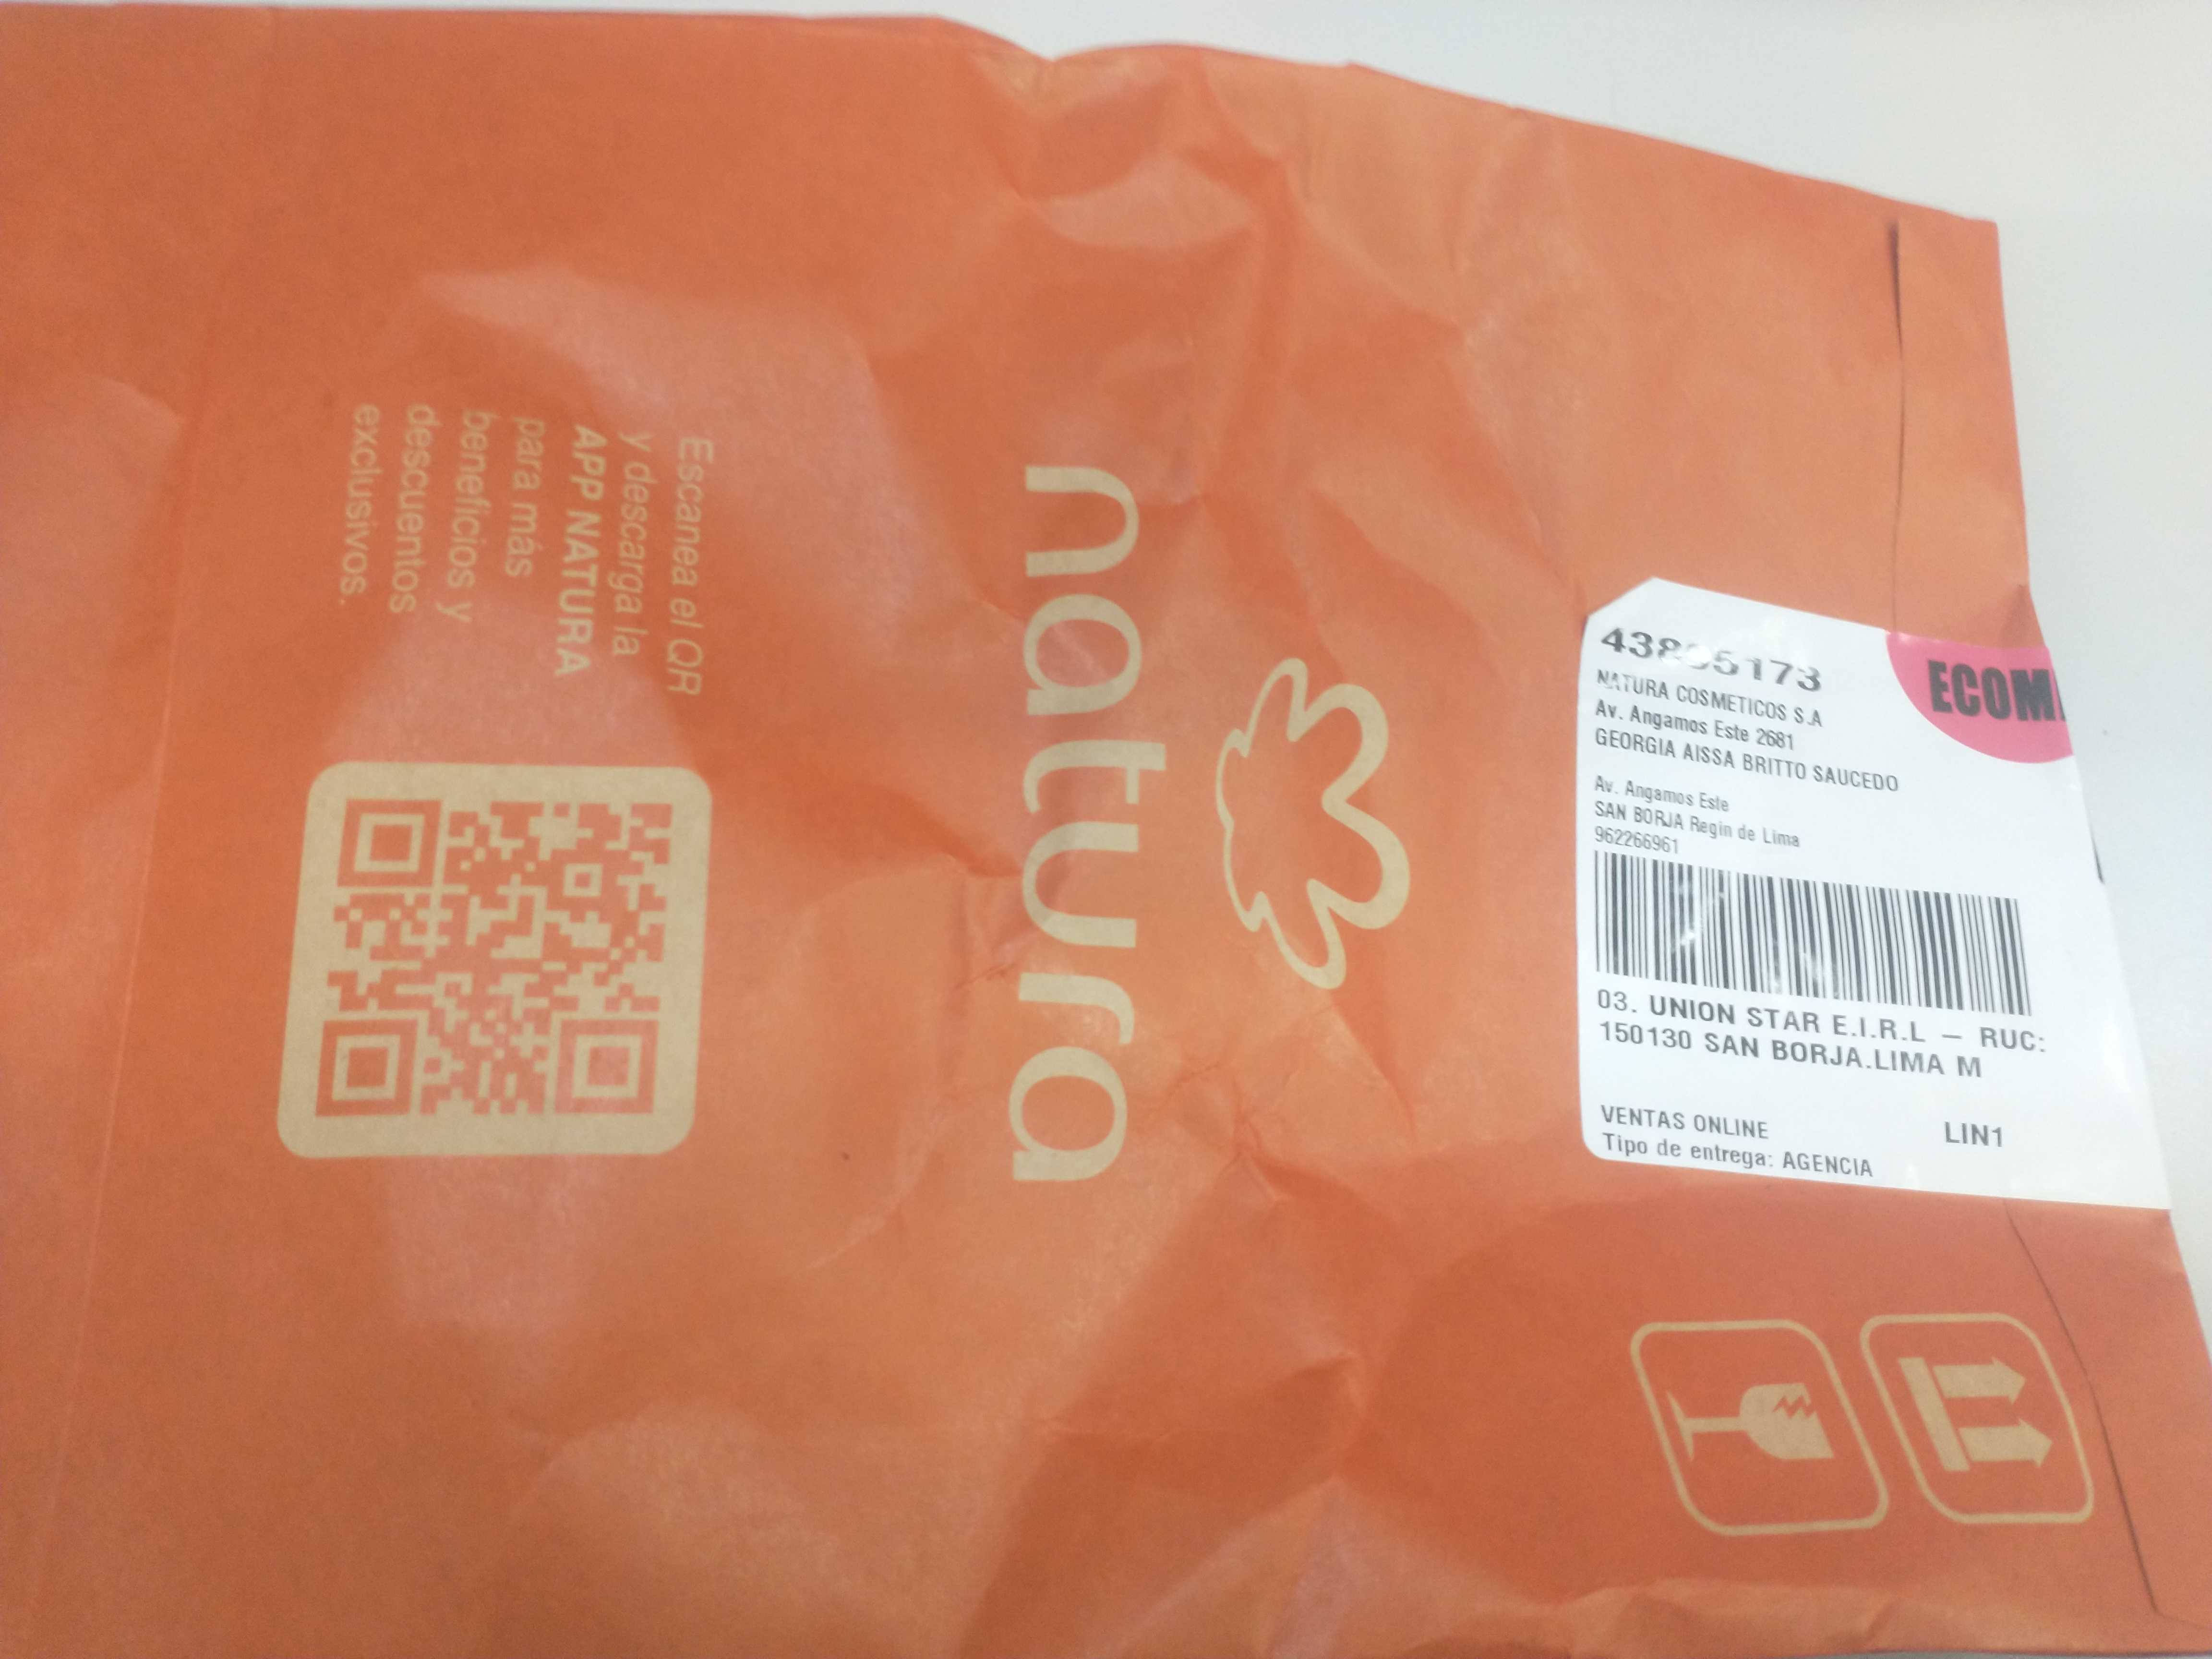 ECOM
NATURA COSMETICOS S.A
Av. Angamos Este 2681
GEORGIA AISSA BRITTO SAUCEDO
Av. Angamos Este
SAN BORJA Regin de Lima
962266961
03. UNION STAR E.I.R.L – RUC:
150130 SAN BORJA.LIMA M
VENTAS ONLINE LIN1
Tipo de entrega: AGENCIA
natura
Escanea el QR
y descarga la
APP NATURA
para más
beneficios y
descuentos
exclusivos.